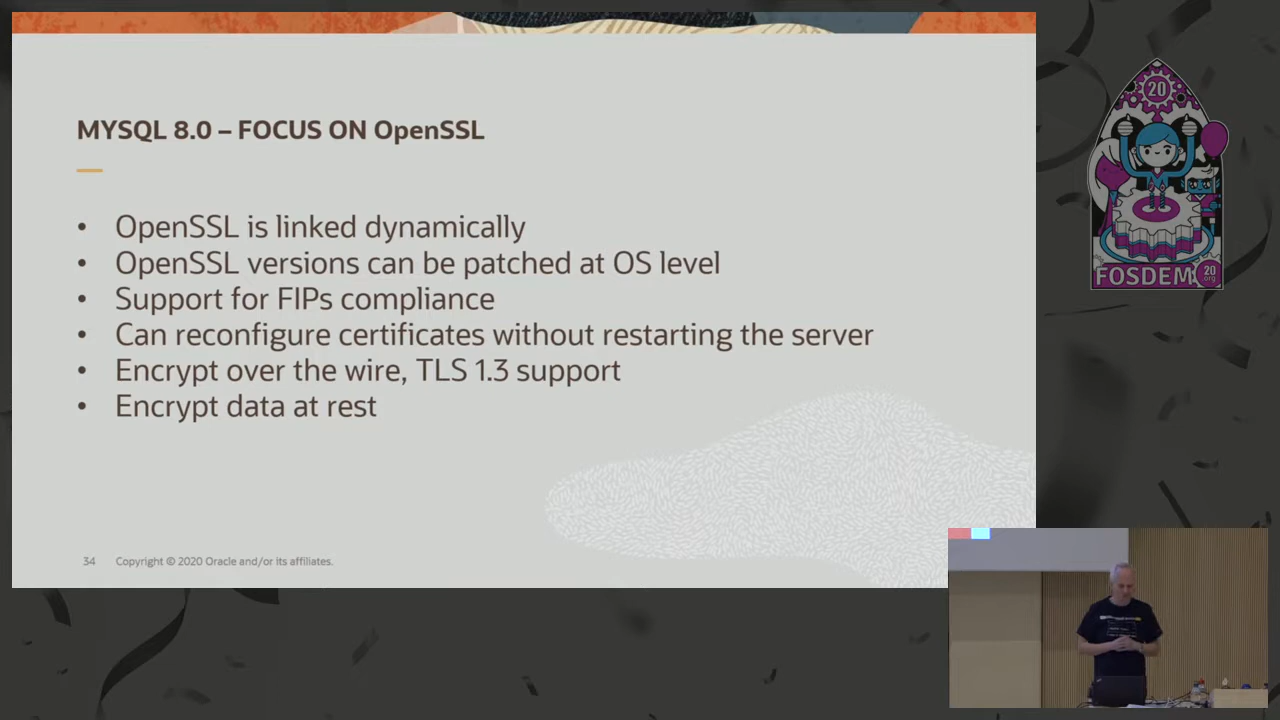 MYSQL 8.0 – FOCUS ON OpenSSL
• OpenSSL is linked dynamically
• OpenSSL versions can be patched at OS level
• Support for FIPs compliance
• Can reconfigure certificates without restarting the server
• Encrypt over the wire, TLS 1.3 support
• Encrypt data at rest
34 Copyright © 2020 Oracle and/or its affiliates.
20
FOSDEM 20
.org